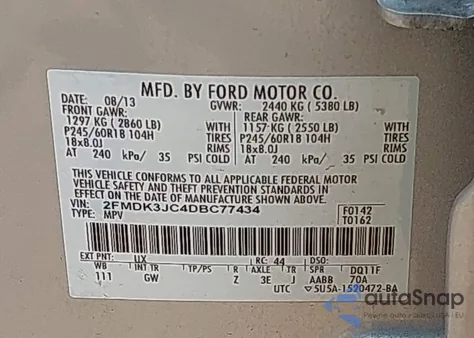 MFD. BY FORD MOTOR CO.
DATE: 08/13 GVWR: 2440 KG ( 5380 LB)
FRONT GAWR: REAR GAWR:
1297 KG ( 2860 LB) WITH 1157 KG ( 2550 LB) WITH
P245/60R18 104H TIRES P245/60R18 104H TIRES
18x8.0J RIMS 18x8.0J RIMS
AT 240 kPa/ 35 PSI COLD AT 240 kPa/ 35 PSI COLD
THIS VEHICLE CONFORMS TO ALL APPLICABLE FEDERAL MOTOR
VEHICLE SAFETY AND THEFT PREVENTION STANDARDS IN
EFFECT ON THE DATE OF MANUFACTURE SHOWN ABOVE.
VIN: 2FMDK3JC4DBC77434 F0142
TYPE: MPV T0162
EXT PNT: UX RC: 44 DSO:
WB INT TR TP/PS R AXLE TR SPR DQ11F
111 GW Z 3E J AABB 70A
UTC 5U5A-1520472-BA
autoSnap